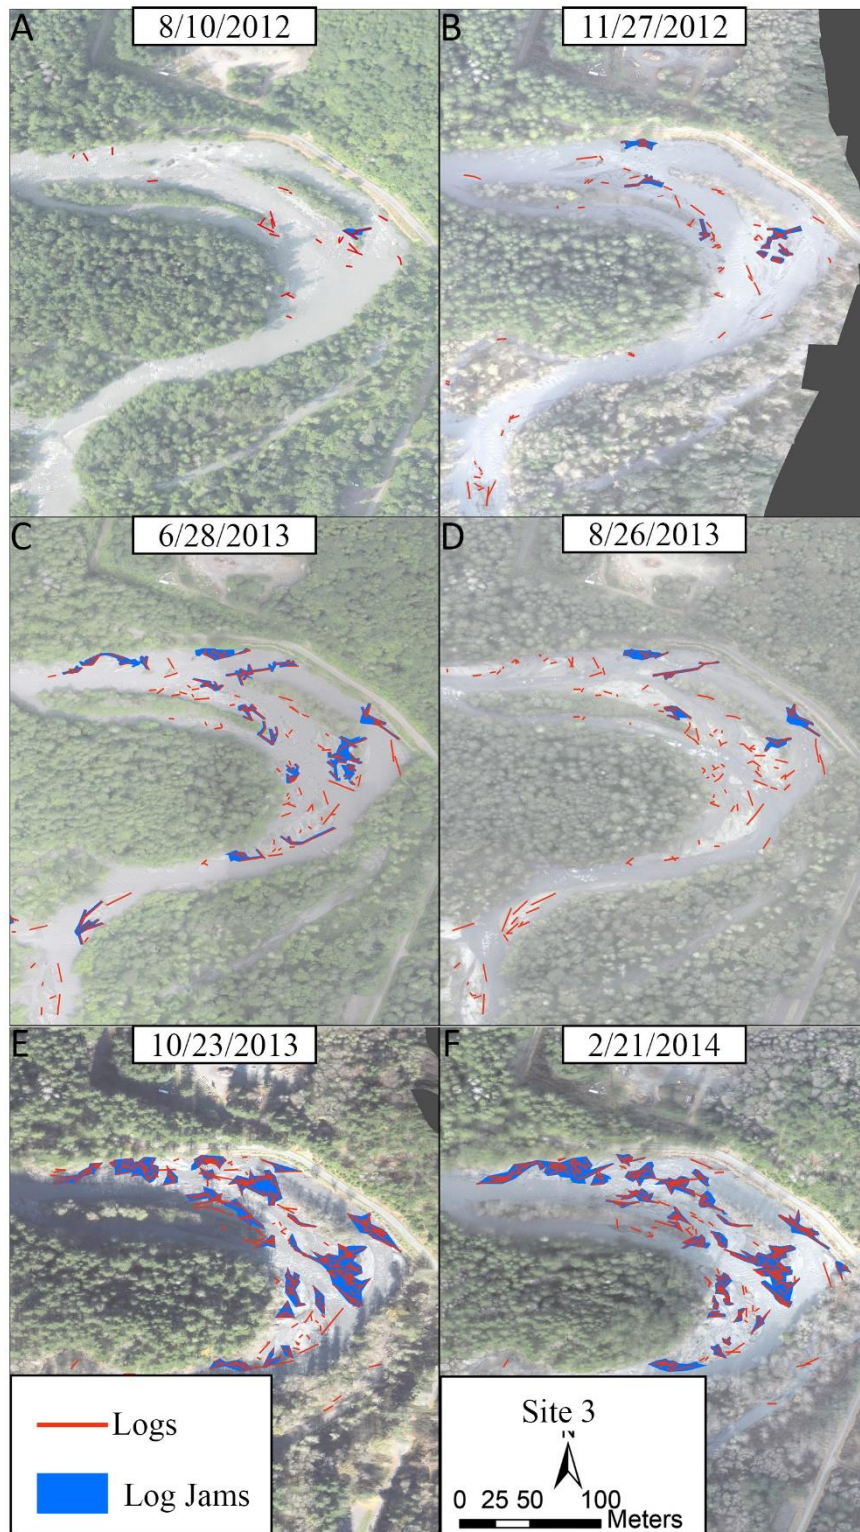 A
8/10/2012
B
11/27/2012
C
6/28/2013
D
8/26/2013
E
10/23/2013
F
2/21/2014
Logs
Log Jams
Site 3
N
0 25 50 100
Meters